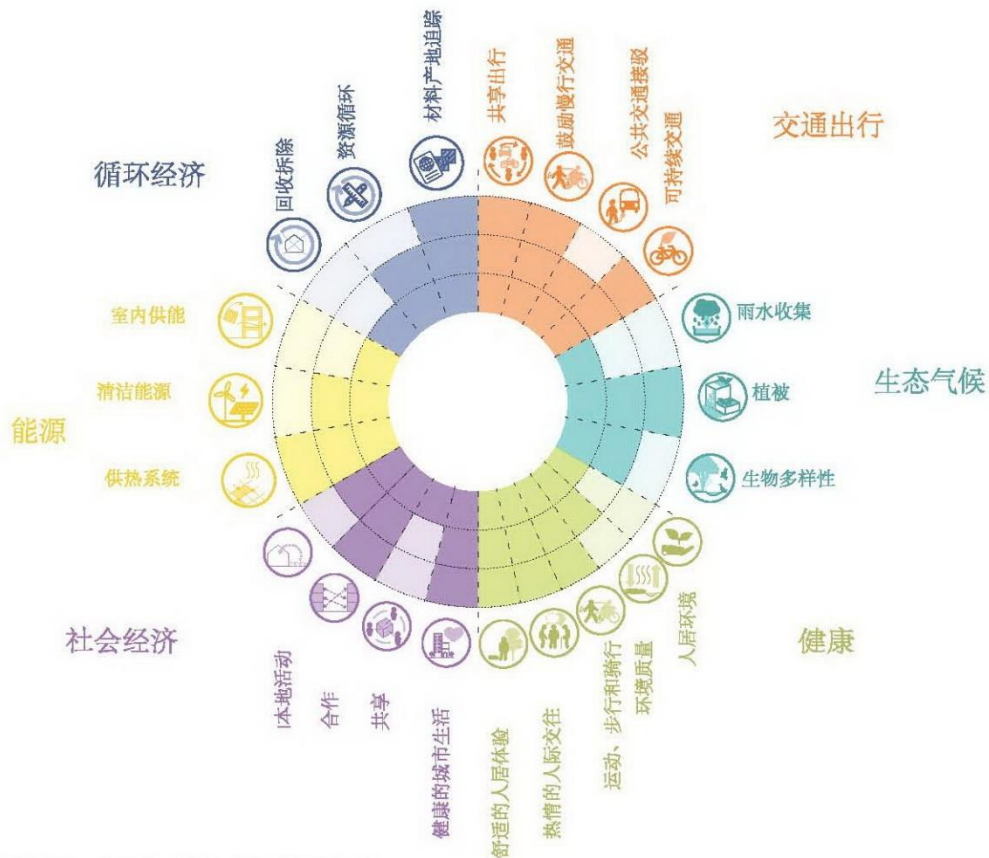 材料产地追踪
共享出行
鼓励慢行交通
公共交通接驳
可持续交通
交通出行
资源循环
循环经济
回收拆除
室内供能
雨水收集
清洁能源
植被
生态气候
能源
供热系统
生物多样性
社会经济
健康
本地活动
合作
共享
健康的城市生活
舒适的人居体验
热情的人际交往
运动、步行和骑行
环境质量
人居环境